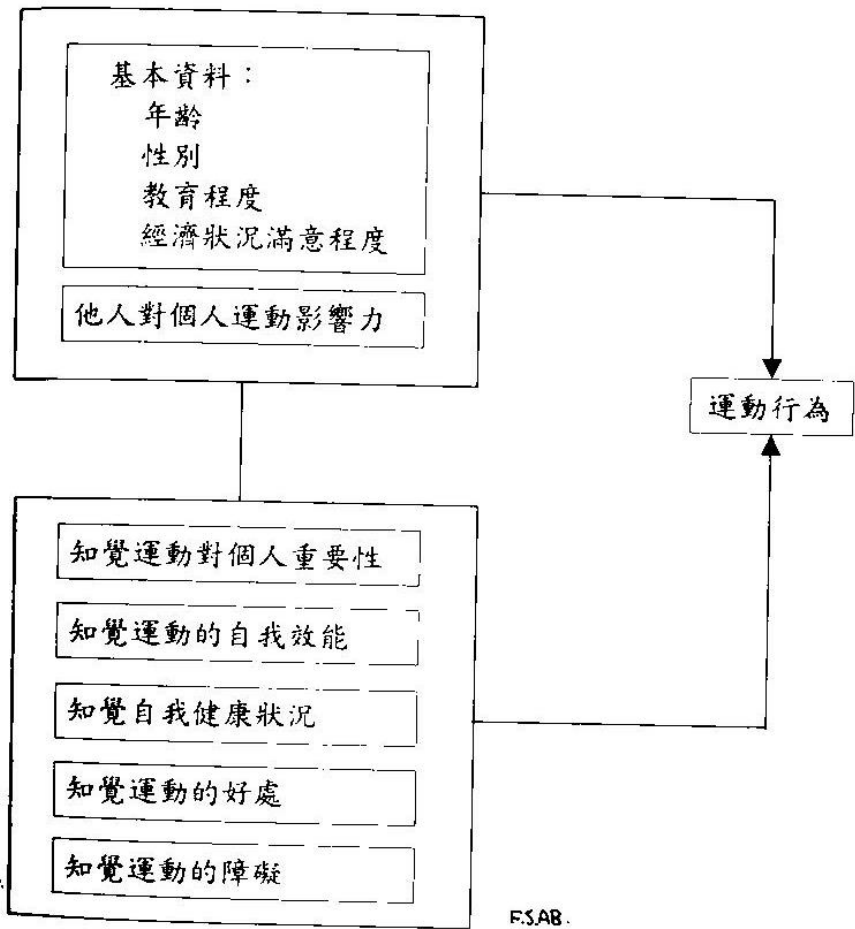 基本資料：
年齡
性別
教育程度
經濟狀況滿意程度
他人對個人運動影響力
運動行為
知覺運動對個人重要性
知覺運動的自我效能
知覺自我健康狀況
知覺運動的好處
知覺運動的障礙
F.S.AB.